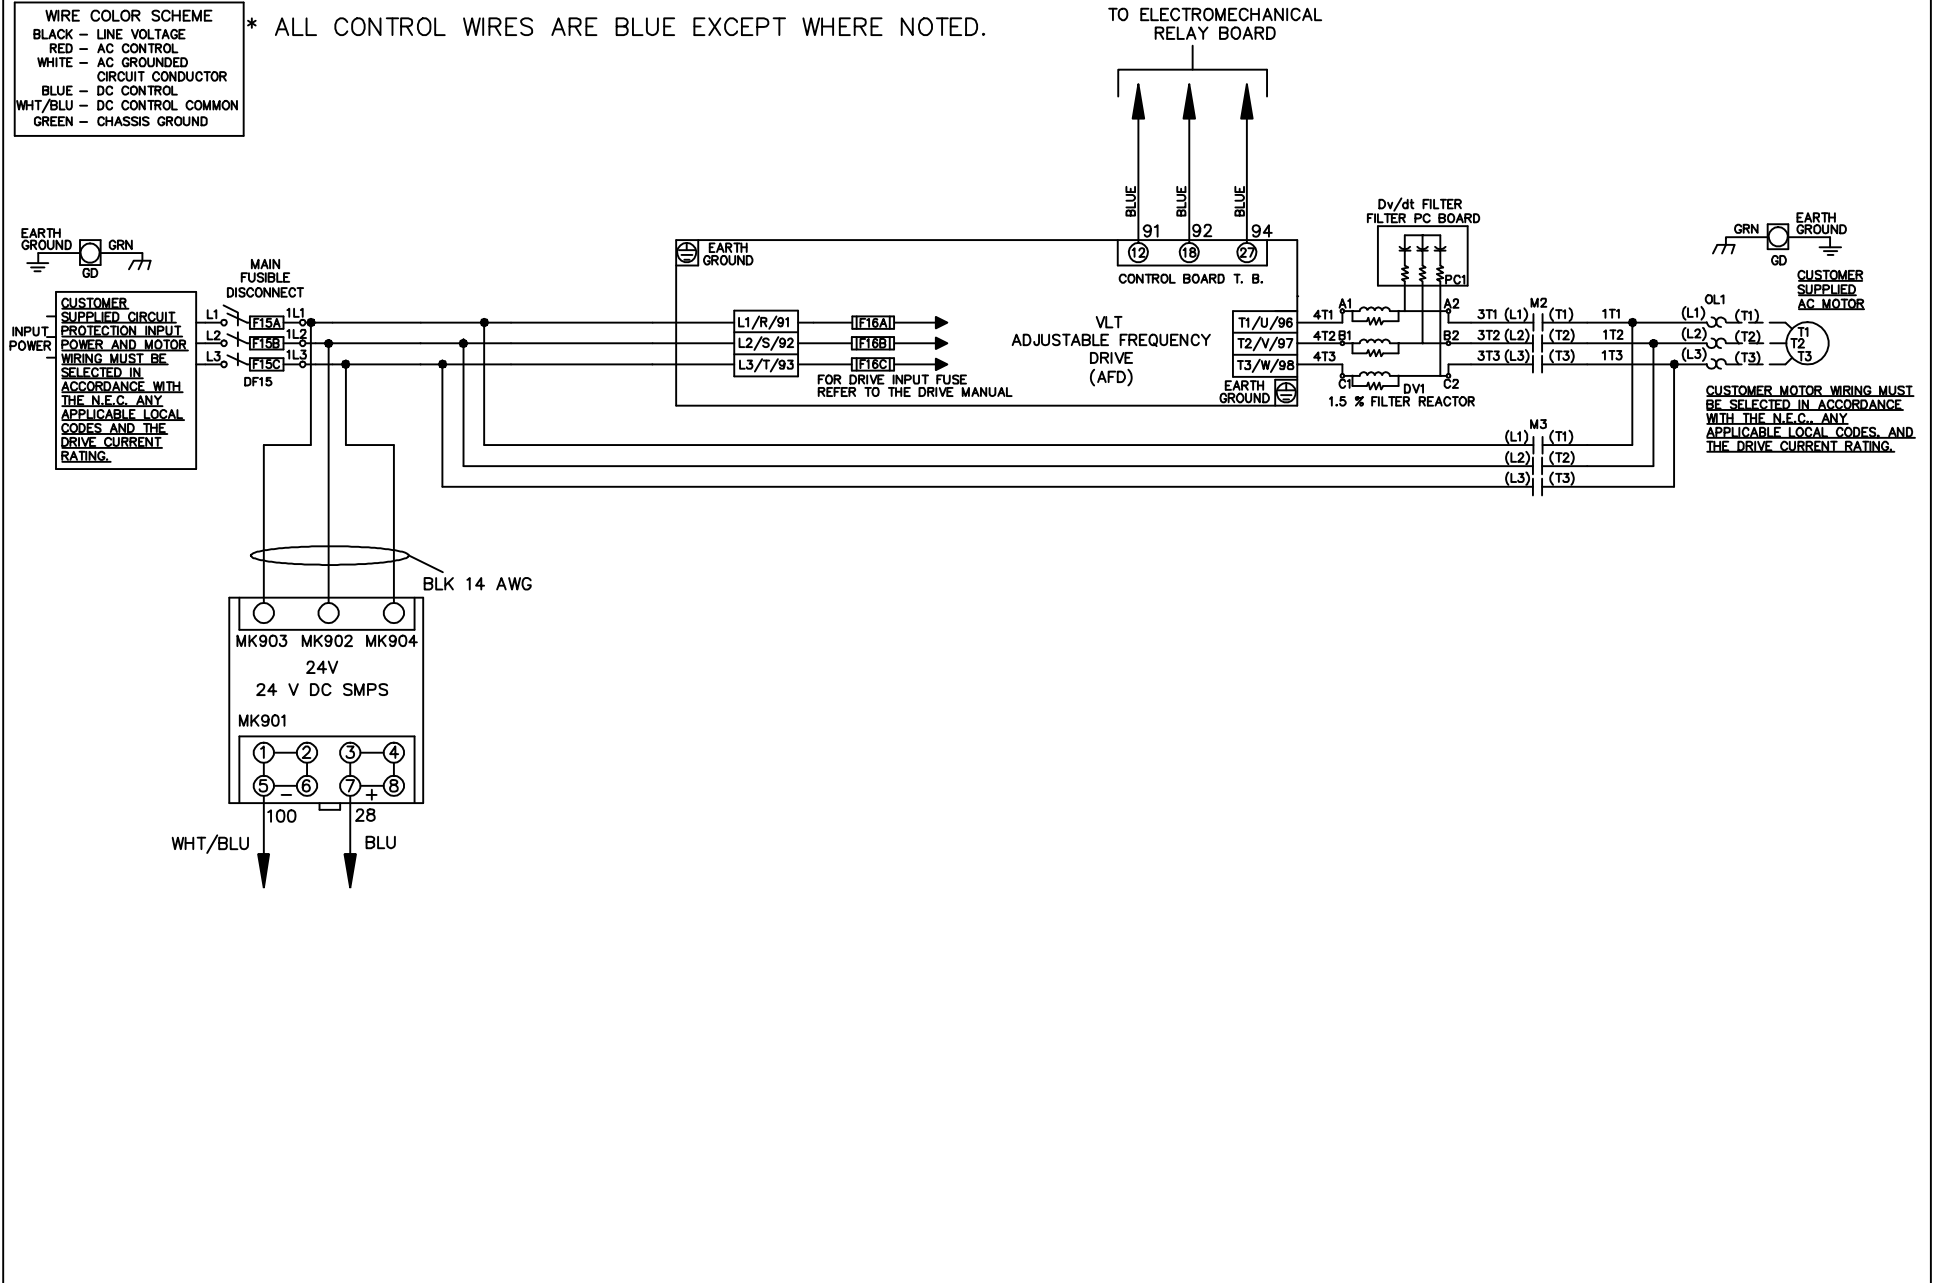 WIRE COLOR SCHEME
BLACK – LINE VOLTAGE
RED – AC CONTROL
WHITE – AC GROUNDED
CIRCUIT CONDUCTOR
BLUE – DC CONTROL
WHT/BLU – DC CONTROL COMMON
GREEN – CHASSIS GROUND
* ALL CONTROL WIRES ARE BLUE EXCEPT WHERE NOTED.
TO ELECTROMECHANICAL
RELAY BOARD
BLUE
BLUE
BLUE
91
92
94
12
18
27
CONTROL BOARD T. B.
EARTH
GROUND
GRN
GD
MAIN
FUSIBLE
DISCONNECT
INPUT
POWER
CUSTOMER
SUPPLIED CIRCUIT
PROTECTION INPUT
POWER AND MOTOR
WIRING MUST BE
SELECTED IN
ACCORDANCE WITH
THE N.E.C. ANY
APPLICABLE LOCAL
CODES AND THE
DRIVE CURRENT
RATING.
L1
F15A
1L1
L2
F15B
1L2
L3
F15C
1L3
DF15
EARTH
GROUND
L1/R/91
L2/S/92
L3/T/93
F16A
F16B
F16C
FOR DRIVE INPUT FUSE
REFER TO THE DRIVE MANUAL
VLT
ADJUSTABLE FREQUENCY
DRIVE
(AFD)
T1/U/96
T2/V/97
T3/W/98
EARTH
GROUND
Dv/dt FILTER
FILTER PC BOARD
PC1
4T1
A1
A2
4T2
B1
B2
4T3
C1
C2
DV1
1.5 % FILTER REACTOR
M2
3T1 (L1) (T1) 1T1
3T2 (L2) (T2) 1T2
3T3 (L3) (T3) 1T3
M3
(L1) (T1)
(L2) (T2)
(L3) (T3)
OL1
(L1) (T1)
(L2) (T2)
(L3) (T3)
T1
T2
T3
GRN
EARTH
GROUND
GD
CUSTOMER
SUPPLIED
AC MOTOR
CUSTOMER MOTOR WIRING MUST
BE SELECTED IN ACCORDANCE
WITH THE N.E.C., ANY
APPLICABLE LOCAL CODES, AND
THE DRIVE CURRENT RATING.
BLK 14 AWG
MK903 MK902 MK904
24V
24 V DC SMPS
MK901
1 2 3 4
5 6 7 8
– +
100
28
WHT/BLU
BLU